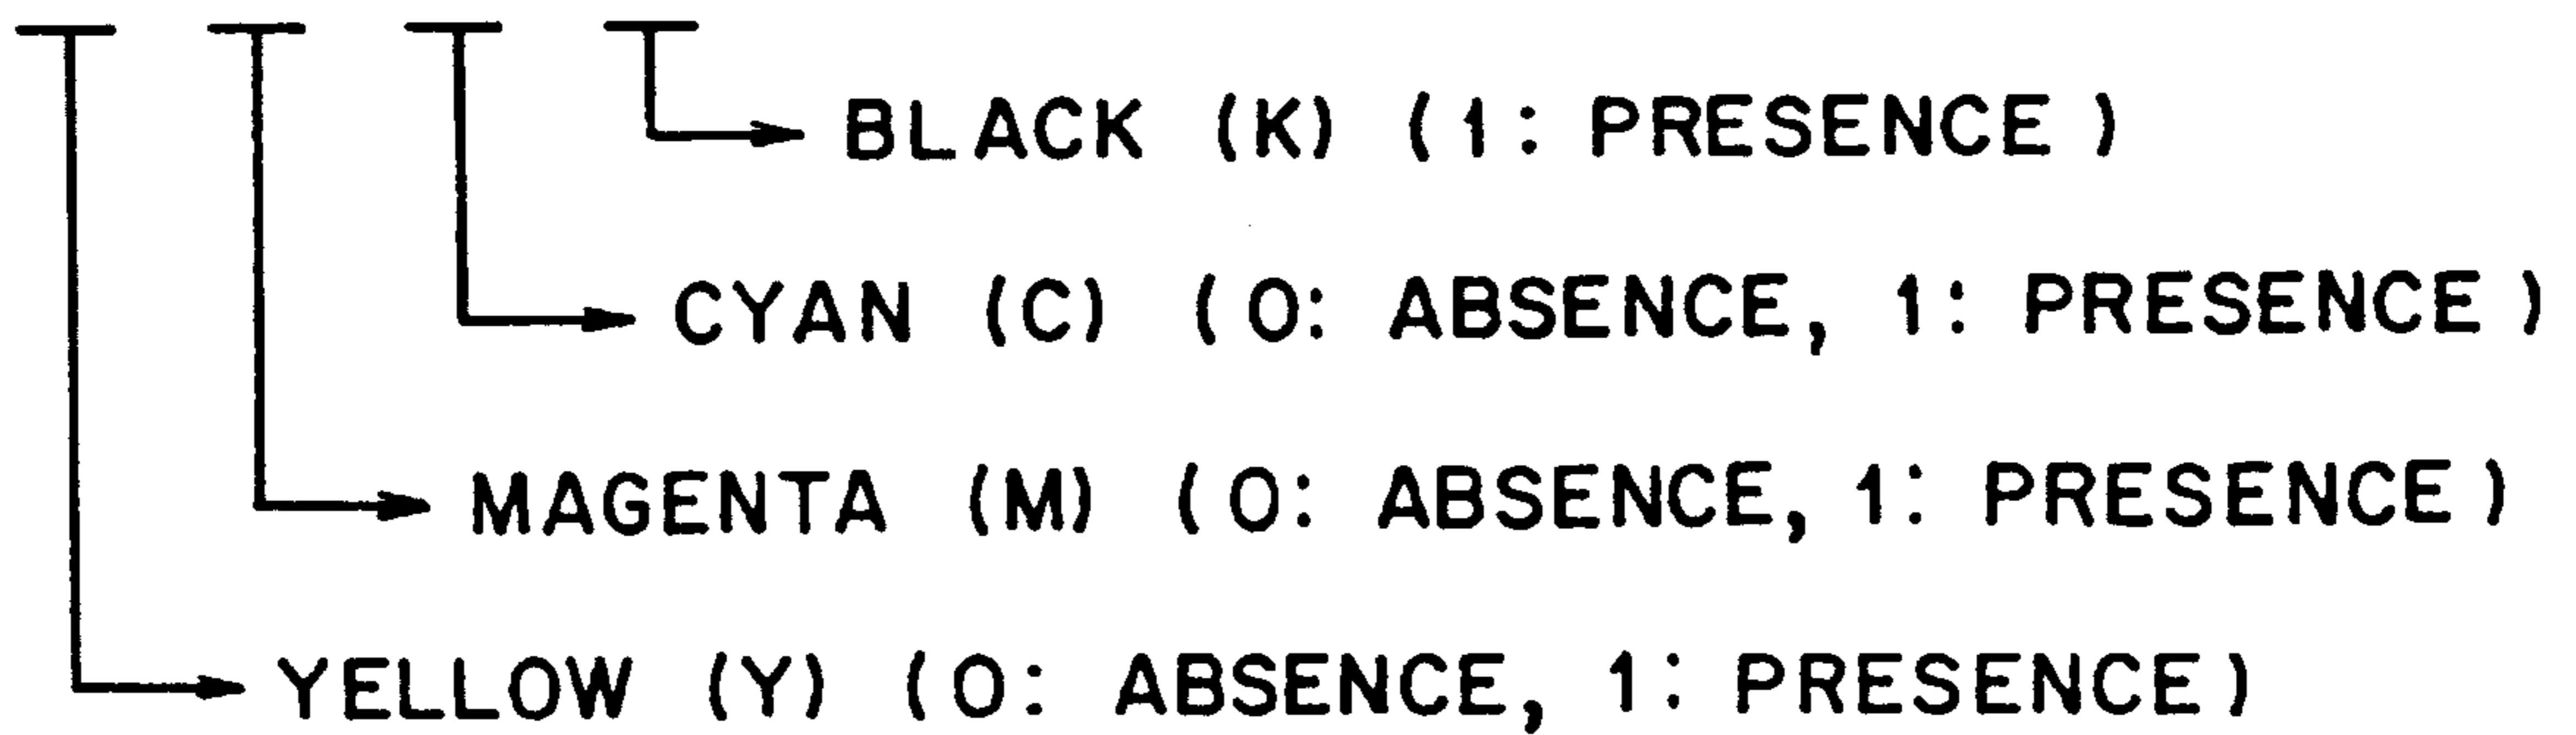 BLACK (K) (1: PRESENCE)
CYAN (C) (0: ABSENCE, 1: PRESENCE)
MAGENTA (M) (0: ABSENCE, 1: PRESENCE)
YELLOW (Y) (0: ABSENCE, 1: PRESENCE)